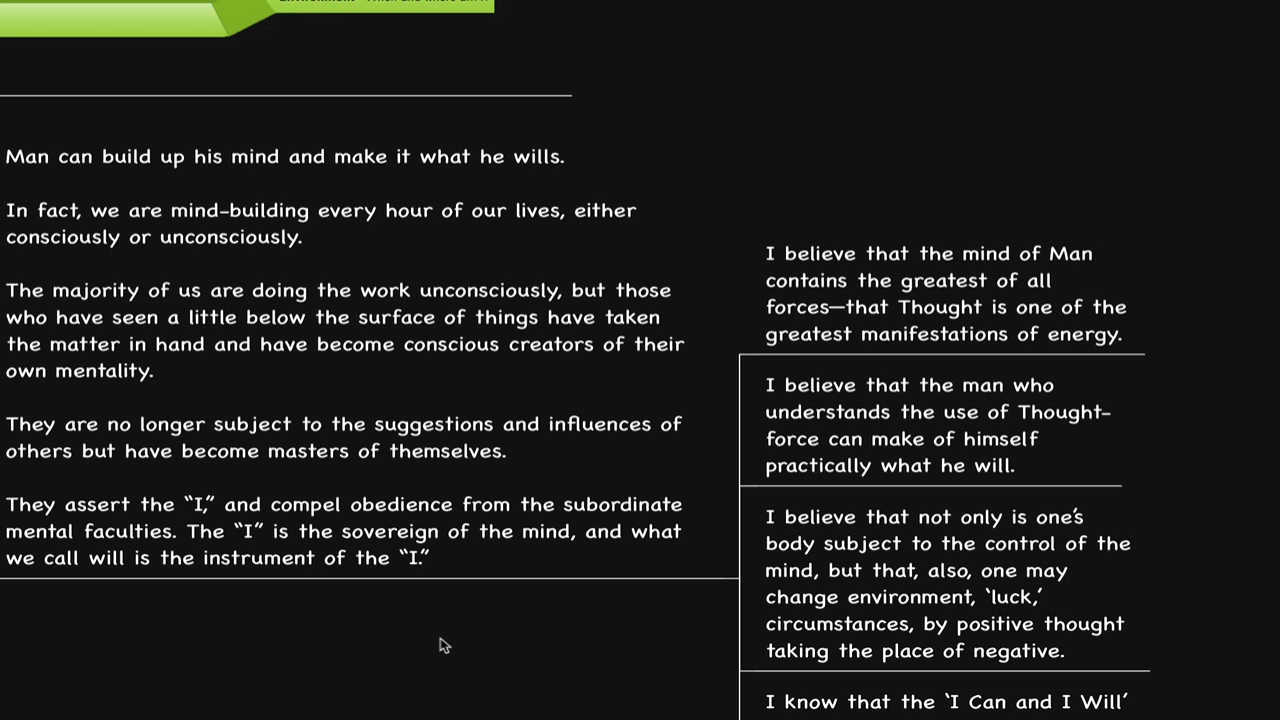 Man can build up his mind and make it what he wills.
In fact, we are mind-building every hour of our lives, either
consciously or unconsciously.
The majority of us are doing the work unconsciously, but those
who have seen a little below the surface of things have taken
the matter in hand and have become conscious creators of their
own mentality.
They are no longer subject to the suggestions and influences of
others but have become masters of themselves.
They assert the “I,” and compel obedience from the subordinate
mental faculties. The “I” is the sovereign of the mind, and what
we call will is the instrument of the “I.”
I believe that the mind of Man
contains the greatest of all
forces—that Thought is one of the
greatest manifestations of energy.
I believe that the man who
understands the use of Thought-
force can make of himself
practically what he will.
I believe that not only is one’s
body subject to the control of the
mind, but that, also, one may
change environment, ‘luck,’
circumstances, by positive thought
taking the place of negative.
I know that the ‘I Can and I Will’